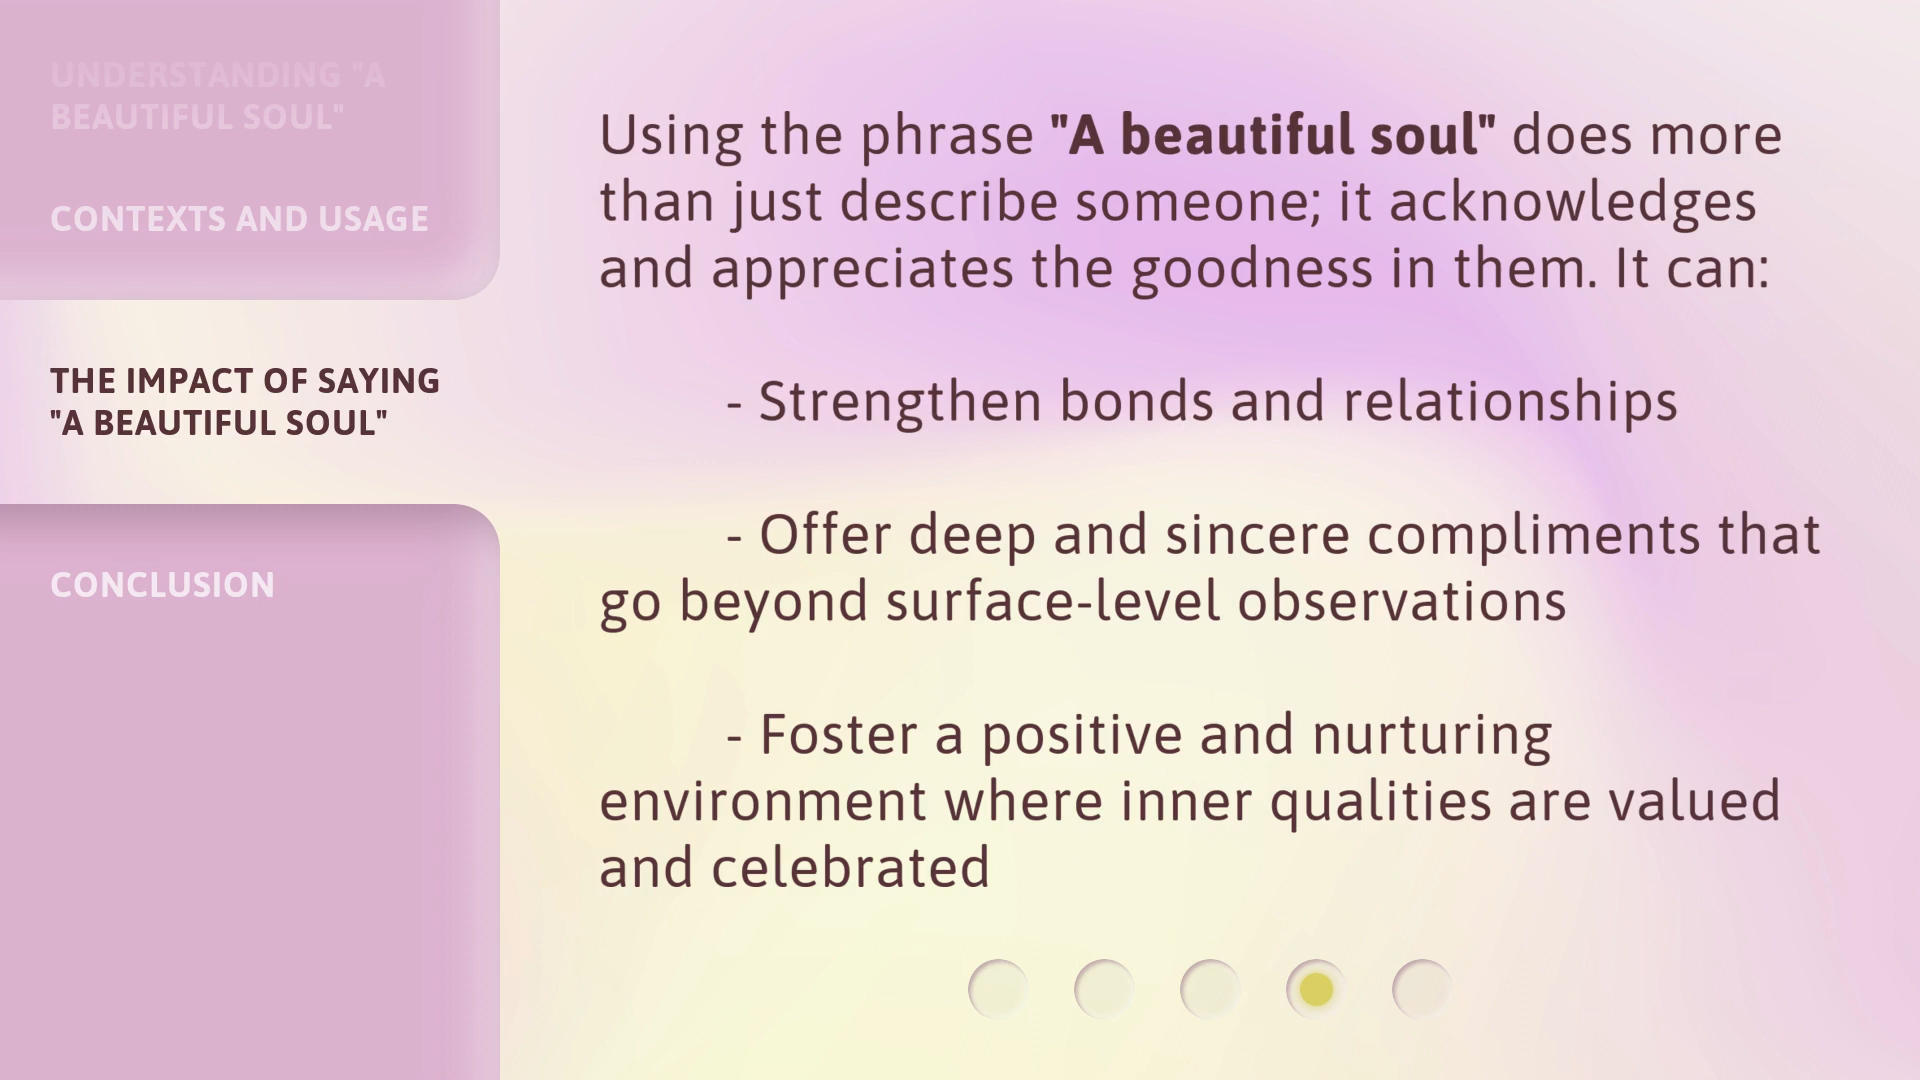 UNDERSTANDING "A
BEAUTIFUL SOUL"
CONTEXTS AND USAGE
THE IMPACT OF SAYING
"A BEAUTIFUL SOUL"
CONCLUSION
Using the phrase "A beautiful soul" does more
than just describe someone; it acknowledges
and appreciates the goodness in them. It can:
- Strengthen bonds and relationships
- Offer deep and sincere compliments that
go beyond surface-level observations
- Foster a positive and nurturing
environment where inner qualities are valued
and celebrated